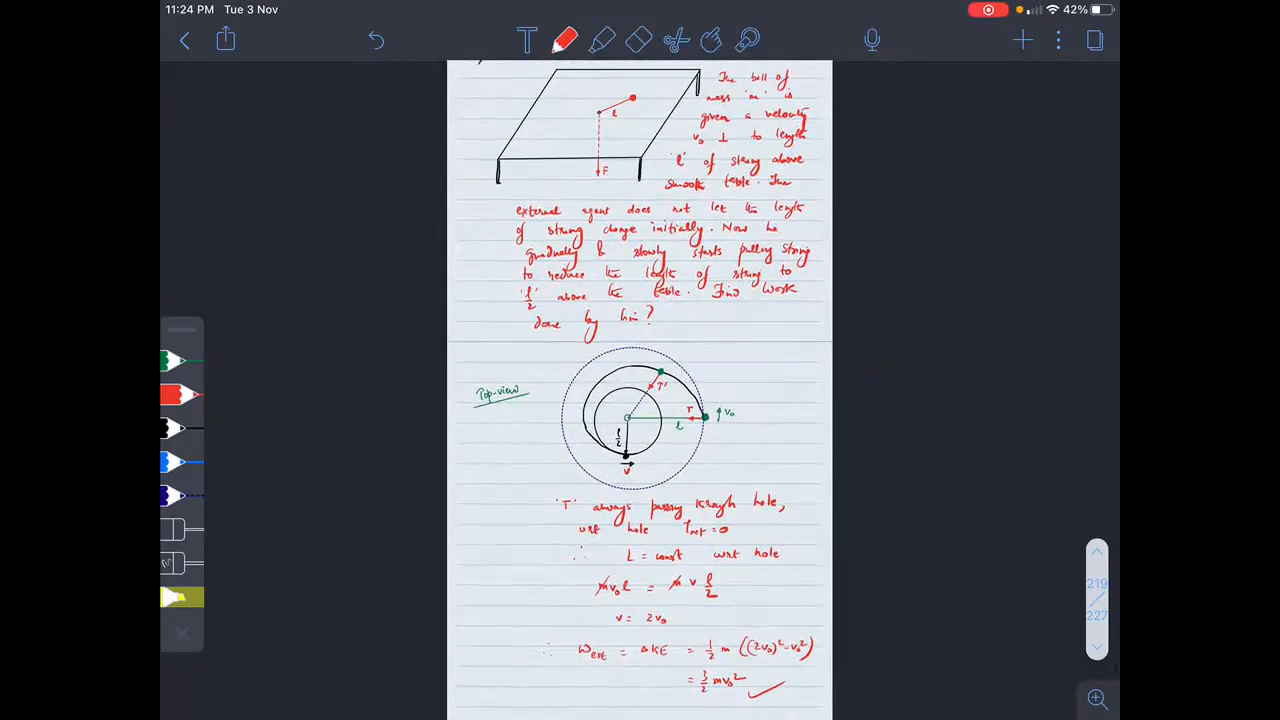 11:24 PM Tue 3 Nov
42%
The ball of
mass 'm' is
given a velocity
v₀ ⊥ to length
'l' of string above
smooth table. The
external agent does not let the length
of string change initially. Now he
gradually & slowly starts pulling string
to reduce the length of string to
'l/2' above the table. Find work
done by him?
l
F
Top-view
T'
T
l
v₀
l/2
v
'T' always passing through hole,
wrt hole τnet = 0
∴ L = const wrt hole
mv₀l = m v l/2
v = 2v₀
∴ Wext = ΔKE = 1/2 m ((2v₀)² - v₀²)
= 3/2 mv₀²
219
227